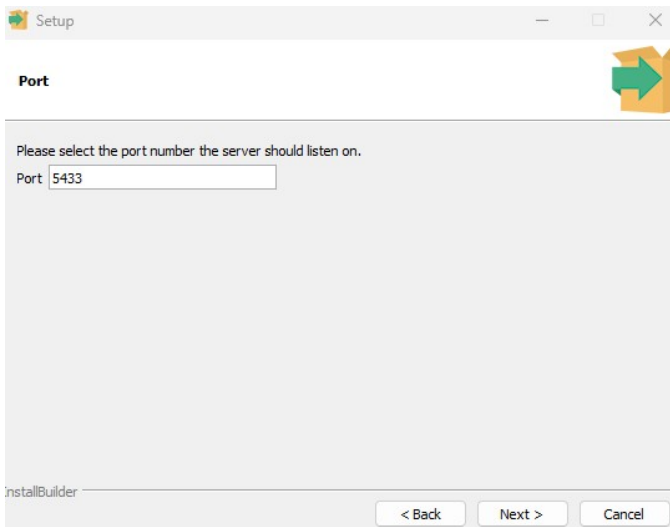 Setup
Port
Please select the port number the server should listen on.
Port 5433
InstallBuilder
< Back Next > Cancel